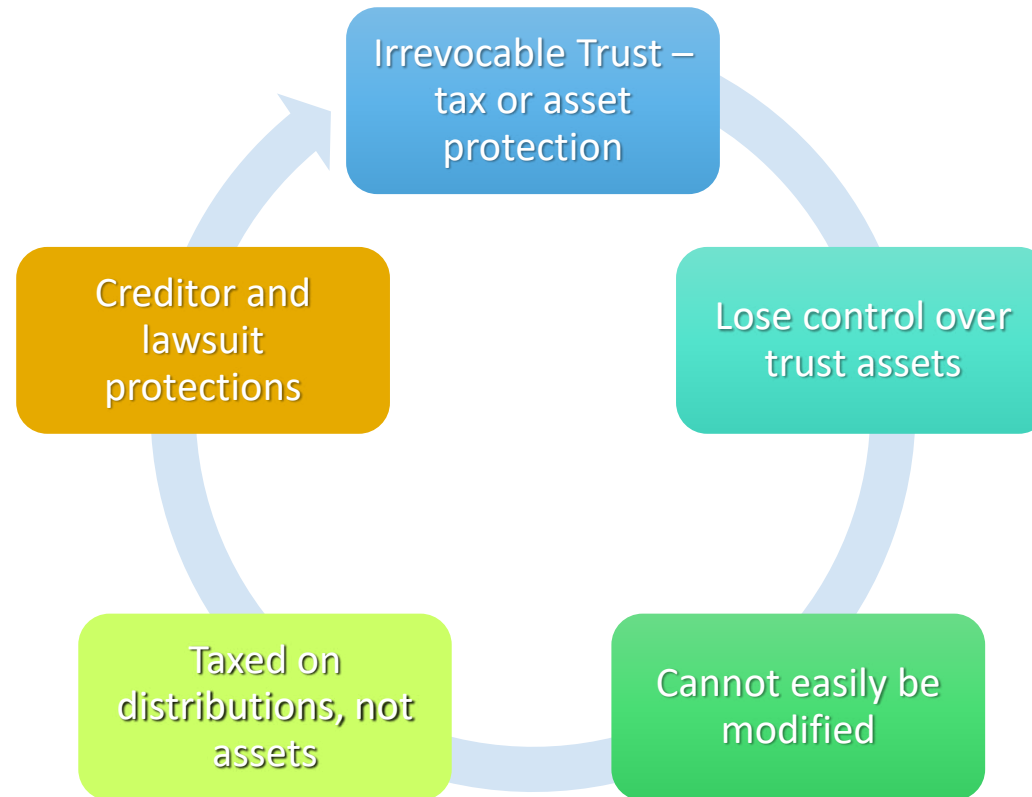 Irrevocable Trust –
tax or asset
protection
Lose control over
trust assets
Cannot easily be
modified
Taxed on
distributions, not
assets
Creditor and
lawsuit
protections